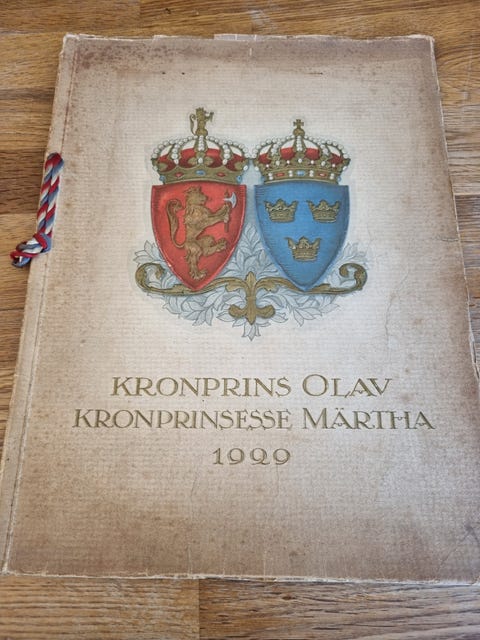 KRONPRINS OLAV
KRONPRINSESSE MÄRTHA
1929